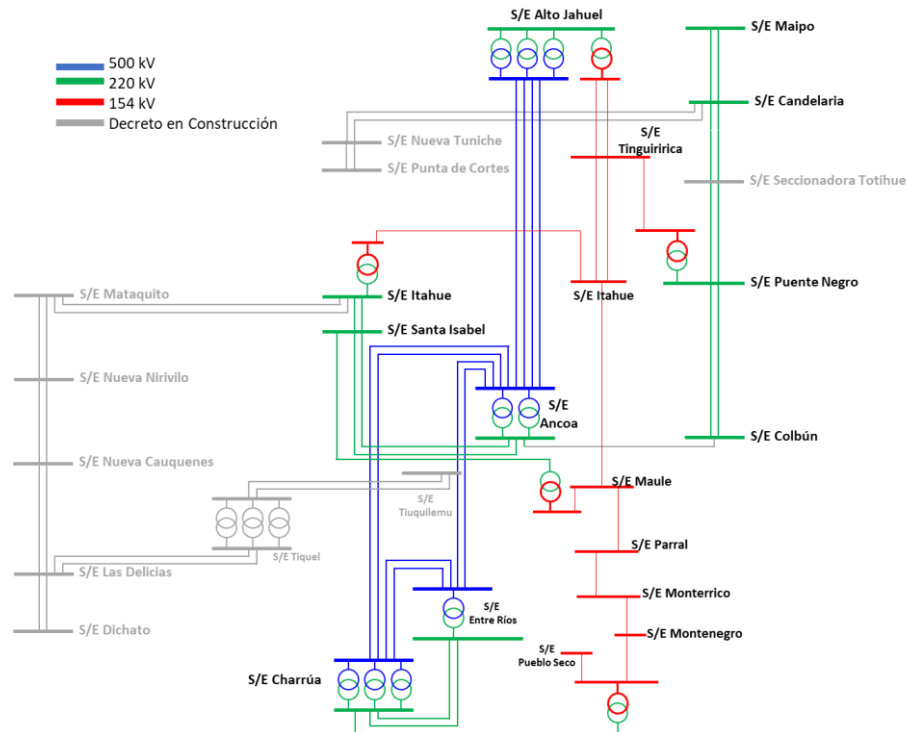 S/E Alto Jahuel
S/E Maipo
500 kV
220 kV
154 kV
Decreto en Construcción
S/E Candelaria
S/E Nueva Tuniche
S/E
Tinguiririca
S/E Punta de Cortes
S/E Seccionadora Totihue
S/E Mataquito
S/E Itahue
S/E Itahue
S/E Puente Negro
S/E Santa Isabel
S/E Nueva Nirivilo
S/E
Ancoa
S/E Colbún
S/E Nueva Cauquenes
S/E
Tiuquilemu
S/E Maule
S/E Tiquel
S/E Parral
S/E Las Delicias
S/E Monterrico
S/E
Entre Ríos
S/E Dichato
S/E Montenegro
S/E
Pueblo Seco
S/E Charrúa